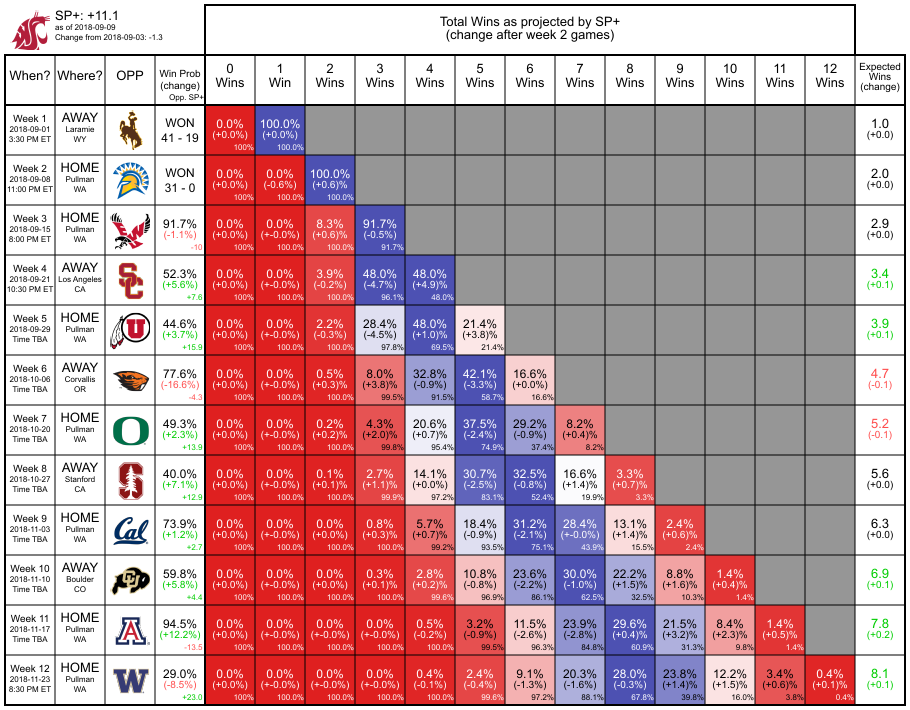 SP+: +11.1
as of 2018-09-09
Change from 2018-09-03: -1.3
Total Wins as projected by SP+
(change after week 2 games)
When? Where? OPP Win Prob (change) Opp. SP+ 0 Wins 1 Win 2 Wins 3 Wins 4 Wins 5 Wins 6 Wins 7 Wins 8 Wins 9 Wins 10 Wins 11 Wins 12 Wins Expected Wins (change)
Week 1 AWAY WON 0.0% 100.0% 1.0
2018-09-01 Laramie 41 - 19 (+0.0%) (+0.0%) (+0.0)
3:30 PM ET WY 100% 100.0%
Week 2 HOME WON 0.0% 0.0% 100.0% 2.0
2018-09-08 Pullman 31 - 0 (+0.0%) (-0.6%) (+0.6)% (+0.0)
11:00 PM ET WA 100% 100% 100.0%
Week 3 HOME 91.7% 0.0% 0.0% 8.3% 91.7% 2.9
2018-09-15 Pullman (-1.1%) (+0.0%) (+-0.0%) (+0.6)% (-0.5%) (+0.0)
8:00 PM ET WA -10 100% 100% 100.0% 91.7%
Week 4 AWAY SC 52.3% 0.0% 0.0% 3.9% 48.0% 48.0% 3.4
2018-09-21 Los Angeles (+5.6%) (+0.0%) (+-0.0%) (-0.2%) (-4.7%) (+4.9)% (+0.1)
10:30 PM ET CA +7.6 100% 100% 100.0% 96.1% 48.0%
Week 5 HOME U 44.6% 0.0% 0.0% 2.2% 28.4% 48.0% 21.4% 3.9
2018-09-29 Pullman (+3.7%) (+0.0%) (+-0.0%) (-0.3%) (-4.5%) (+1.0)% (+3.8)% (+0.1)
Time TBA WA +15.9 100% 100% 100.0% 97.8% 69.5% 21.4%
Week 6 AWAY 77.6% 0.0% 0.0% 0.5% 8.0% 32.8% 42.1% 16.6% 4.7
2018-10-06 Corvallis (-16.6%) (+0.0%) (+-0.0%) (+0.3)% (+3.8)% (-0.9%) (-3.3%) (+0.0)% (-0.1)
Time TBA OR -4.3 100% 100% 100.0% 99.5% 91.5% 58.7% 16.6%
Week 7 HOME O 49.3% 0.0% 0.0% 0.2% 4.3% 20.6% 37.5% 29.2% 8.2% 5.2
2018-10-20 Pullman (+2.3%) (+0.0%) (+-0.0%) (+0.2)% (+2.0)% (+0.7)% (-2.4%) (-0.9%) (+0.4)% (-0.1)
Time TBA WA +13.9 100% 100% 100.0% 99.8% 95.4% 74.9% 37.4% 8.2%
Week 8 AWAY S 40.0% 0.0% 0.0% 0.1% 2.7% 14.1% 30.7% 32.5% 16.6% 3.3% 5.6
2018-10-27 Stanford (+7.1%) (+0.0%) (+-0.0%) (+0.1)% (+1.1)% (+0.0)% (-2.5%) (-0.8%) (+1.4)% (+0.7)% (+0.0)
Time TBA CA +12.9 100% 100% 100.0% 99.9% 97.2% 83.1% 52.4% 19.9% 3.3%
Week 9 HOME Cal 73.9% 0.0% 0.0% 0.0% 0.8% 5.7% 18.4% 31.2% 28.4% 13.1% 2.4% 6.3
2018-11-03 Pullman (+1.2%) (+0.0%) (+-0.0%) (+0.0)% (+0.3)% (+0.7)% (-0.9%) (-2.1%) (+-0.0%) (+1.4)% (+0.6)% (+0.0)
Time TBA WA +2.7 100% 100% 100.0% 100.0% 99.2% 93.5% 75.1% 43.9% 15.5% 2.4%
Week 10 AWAY CU 59.8% 0.0% 0.0% 0.0% 0.3% 2.8% 10.8% 23.6% 30.0% 22.2% 8.8% 1.4% 6.9
2018-11-10 Boulder (+5.8%) (+0.0%) (+-0.0%) (+0.0)% (+0.1)% (+0.2)% (-0.8%) (-2.2%) (-1.0%) (+1.5)% (+1.6)% (+0.4)% (+0.1)
Time TBA CO +4.4 100% 100% 100.0% 100.0% 99.6% 96.9% 86.1% 62.5% 32.5% 10.3% 1.4%
Week 11 HOME A 94.5% 0.0% 0.0% 0.0% 0.0% 0.5% 3.2% 11.5% 23.9% 29.6% 21.5% 8.4% 1.4% 7.8
2018-11-17 Pullman (+12.2%) (+0.0%) (+-0.0%) (+-0.0%) (+-0.0%) (-0.2%) (-0.9%) (-2.6%) (-2.8%) (+0.4)% (+3.2)% (+2.3)% (+0.5)% (+0.2)
Time TBA WA -13.5 100% 100% 100.0% 100.0% 100.0% 99.5% 96.3% 84.8% 60.9% 31.3% 9.8% 1.4%
Week 12 HOME W 29.0% 0.0% 0.0% 0.0% 0.0% 0.4% 2.4% 9.1% 20.3% 28.0% 23.8% 12.2% 3.4% 0.4% 8.1
2018-11-23 Pullman (-8.5%) (+0.0%) (+-0.0%) (+-0.0%) (+-0.0%) (-0.1%) (-0.4%) (-1.3%) (-1.6%) (-0.3%) (+1.4)% (+1.5)% (+0.6)% (+0.1)% (+0.1)
8:30 PM ET WA +23.0 100% 100% 100.0% 100.0% 100.0% 99.6% 97.2% 88.1% 67.8% 39.8% 16.0% 3.8% 0.4%